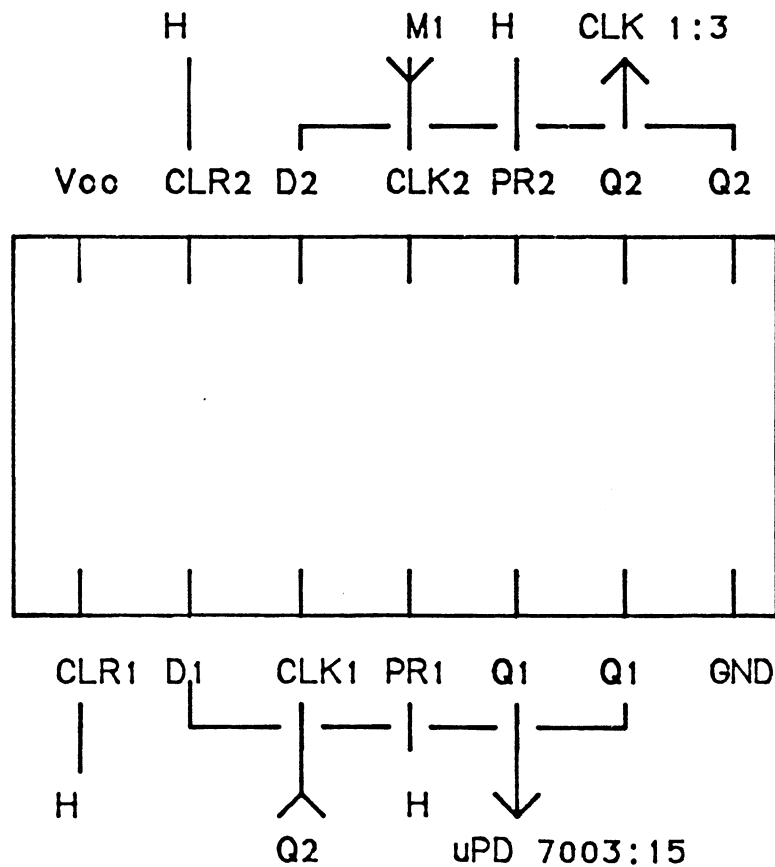 H M1 H CLK 1:3
Vcc CLR2 D2 CLK2 PR2 Q2 Q2
CLR1 D1 CLK1 PR1 Q1 Q1 GND
H H
Q2 uPD 7003:15